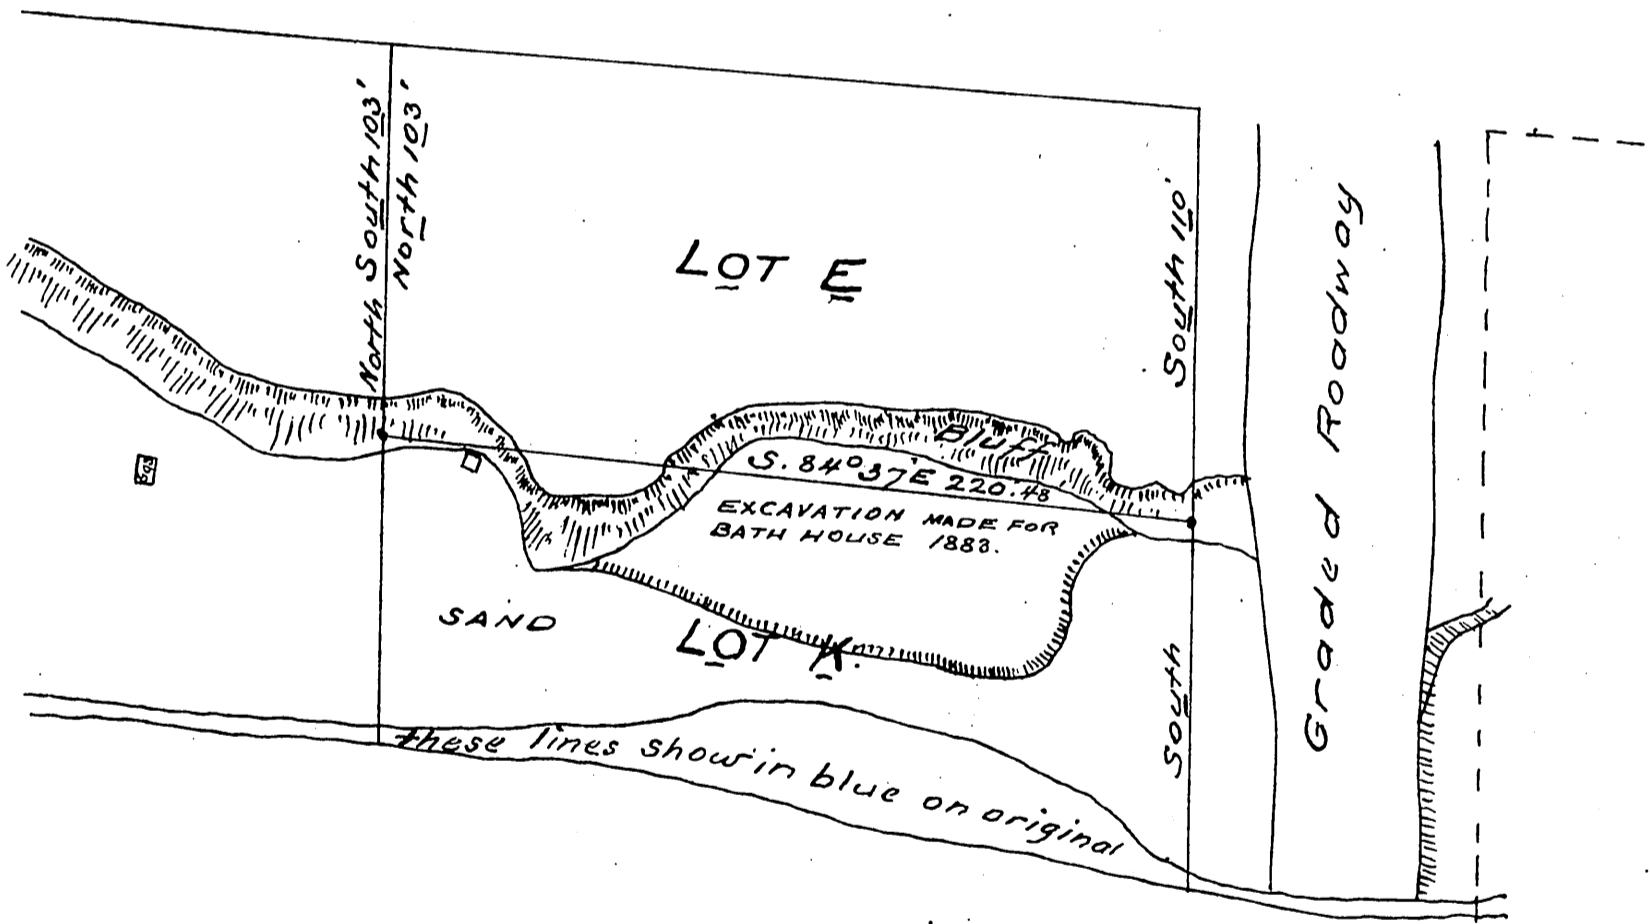 North South 103'
North 103'
LOT E
South 110'
Graded Roadway
Bluff
S. 84° 37' E 220.48
EXCAVATION MADE FOR
BATH HOUSE 1883.
SAND
LOT K.
South
these lines show in blue on original